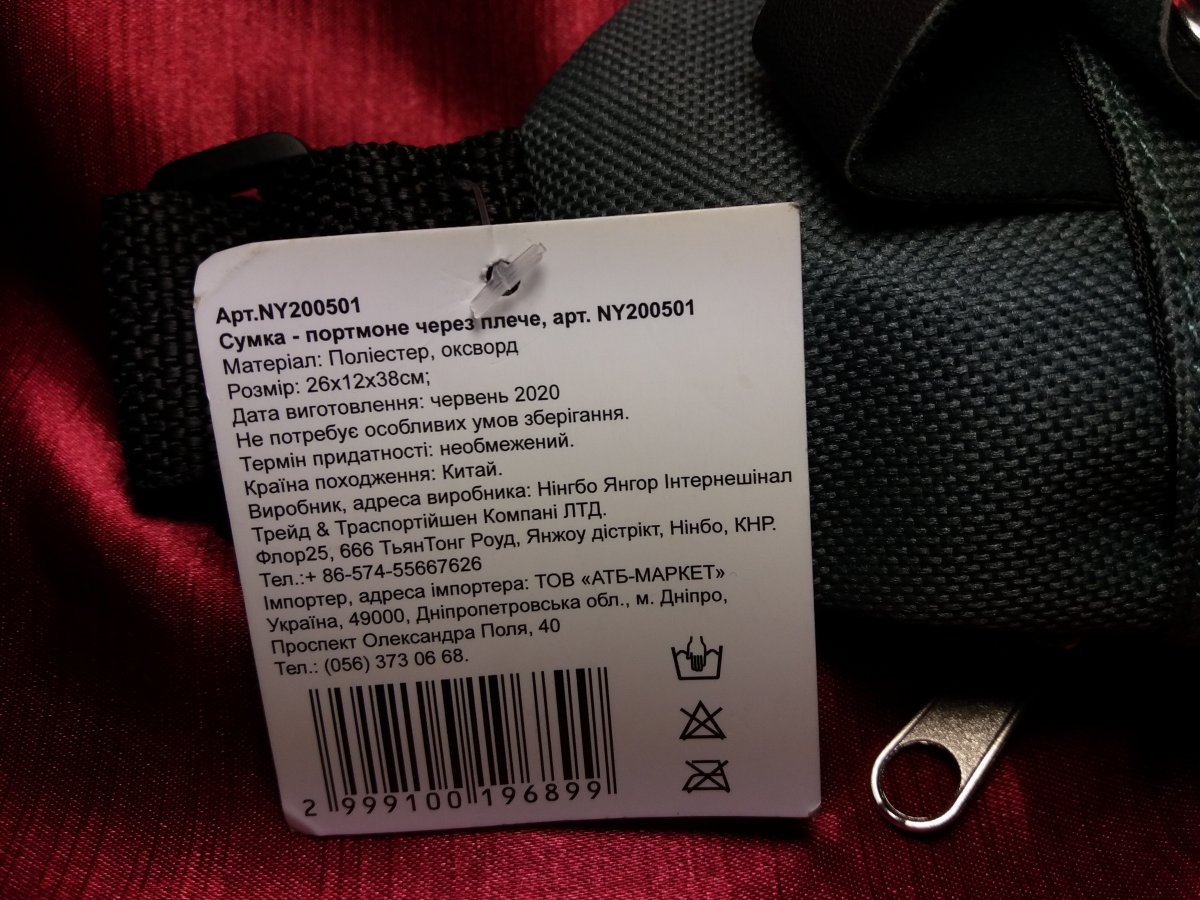 Арт.NY200501
Сумка - портмоне через плече, арт. NY200501
Матеріал: Поліестер, оксворд
Розмір: 26х12х38см;
Дата виготовлення: червень 2020
Не потребує особливих умов зберігання.
Термін придатності: необмежений.
Країна походження: Китай.
Виробник, адреса виробника: Нінгбо Янгор Інтернешінал
Трейд & Траспортійшен Компані ЛТД.
Флор25, 666 ТьянТонг Роуд, Янжоу дістрікт, Нінбо, КНР.
Тел.:+ 86-574-55667626
Імпортер, адреса імпортера: ТОВ «АТБ-МАРКЕТ»
Україна, 49000, Дніпропетровська обл., м. Дніпро,
Проспект Олександра Поля, 40
Тел.: (056) 373 06 68.
2 999100 196899